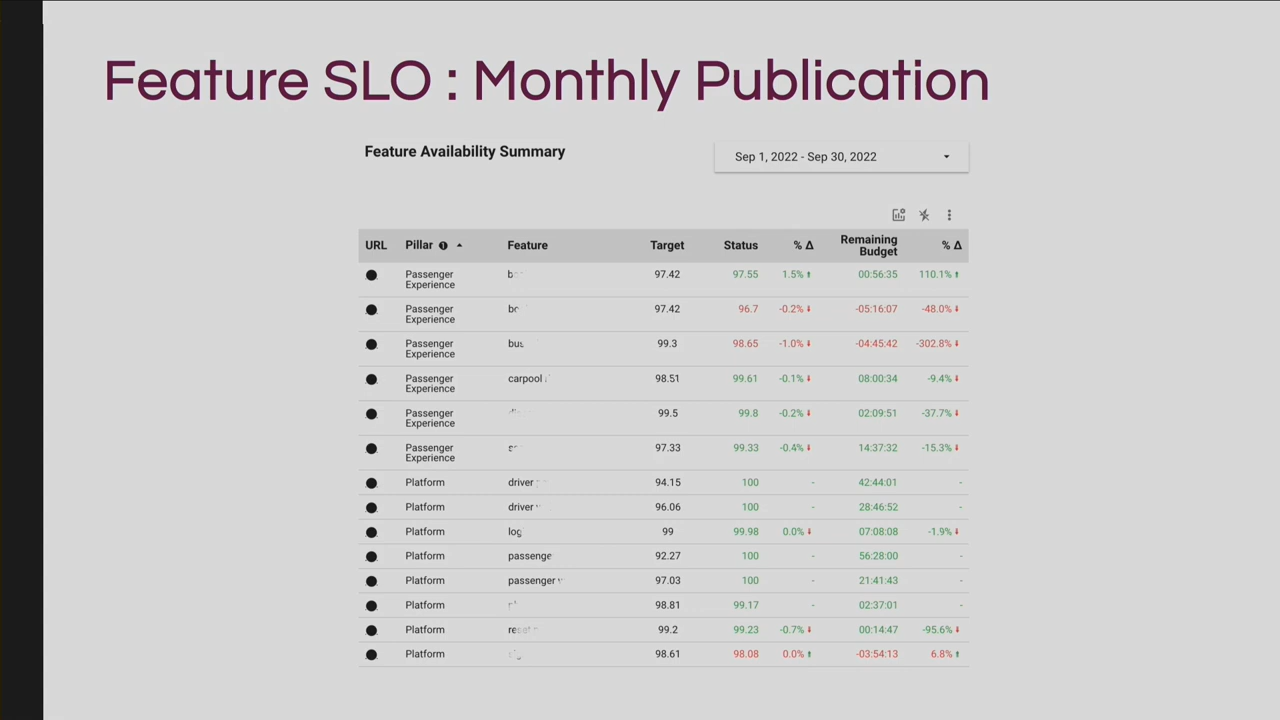 Feature SLO : Monthly Publication
Feature Availability Summary
Sep 1, 2022 - Sep 30, 2022
URL Pillar Feature Target Status % Δ Remaining Budget % Δ
Passenger Experience 97.42 97.55 1.5% 00:56:35 110.1%
Passenger Experience 97.42 96.7 -0.2% -05:16:07 -48.0%
Passenger Experience bus 99.3 98.65 -1.0% -04:45:42 -302.8%
Passenger Experience carpool 98.51 99.61 -0.1% 08:00:34 -9.4%
Passenger Experience 99.5 99.8 -0.2% 02:09:51 -37.7%
Passenger Experience 97.33 99.33 -0.4% 14:37:32 -15.3%
Platform driver 94.15 100 - 42:44:01 -
Platform driver 96.06 100 - 28:46:52 -
Platform log 99 99.98 0.0% 07:08:08 -1.9%
Platform passenge 92.27 100 - 56:28:00 -
Platform passenger 97.03 100 - 21:41:43 -
Platform 98.81 99.17 - 02:37:01 -
Platform 99.2 99.23 -0.7% 00:14:47 -95.6%
Platform 98.61 98.08 0.0% -03:54:13 6.8%